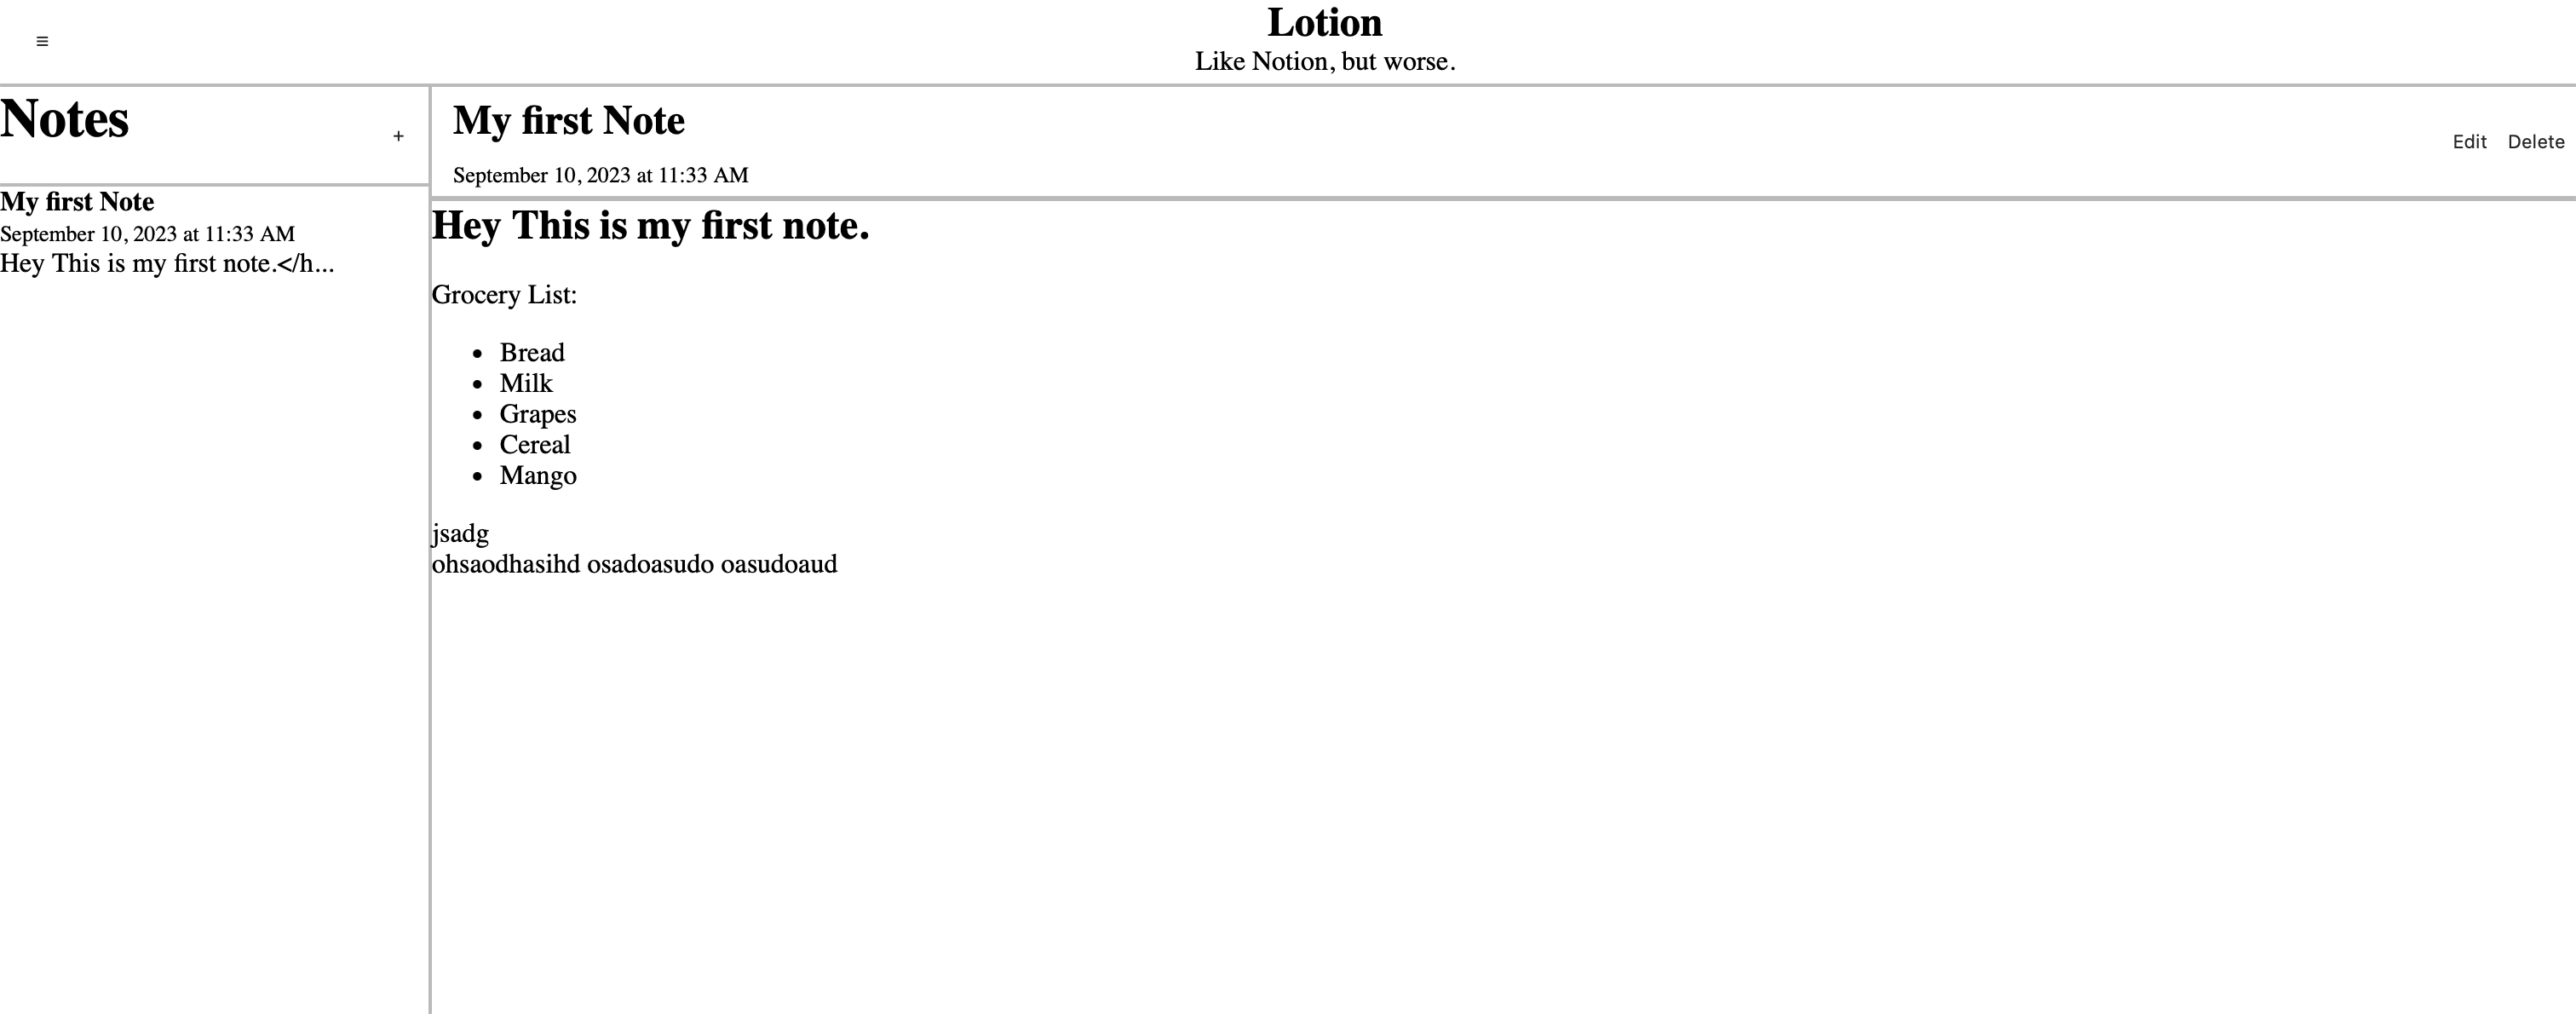 ≡
Lotion
Like Notion, but worse.
Notes
+
My first Note
September 10, 2023 at 11:33 AM
Hey This is my first note.</h...
My first Note
September 10, 2023 at 11:33 AM
Edit Delete
Hey This is my first note.
Grocery List:
• Bread
• Milk
• Grapes
• Cereal
• Mango
jsadg
ohsaodhasihd osadoasudo oasudoaud